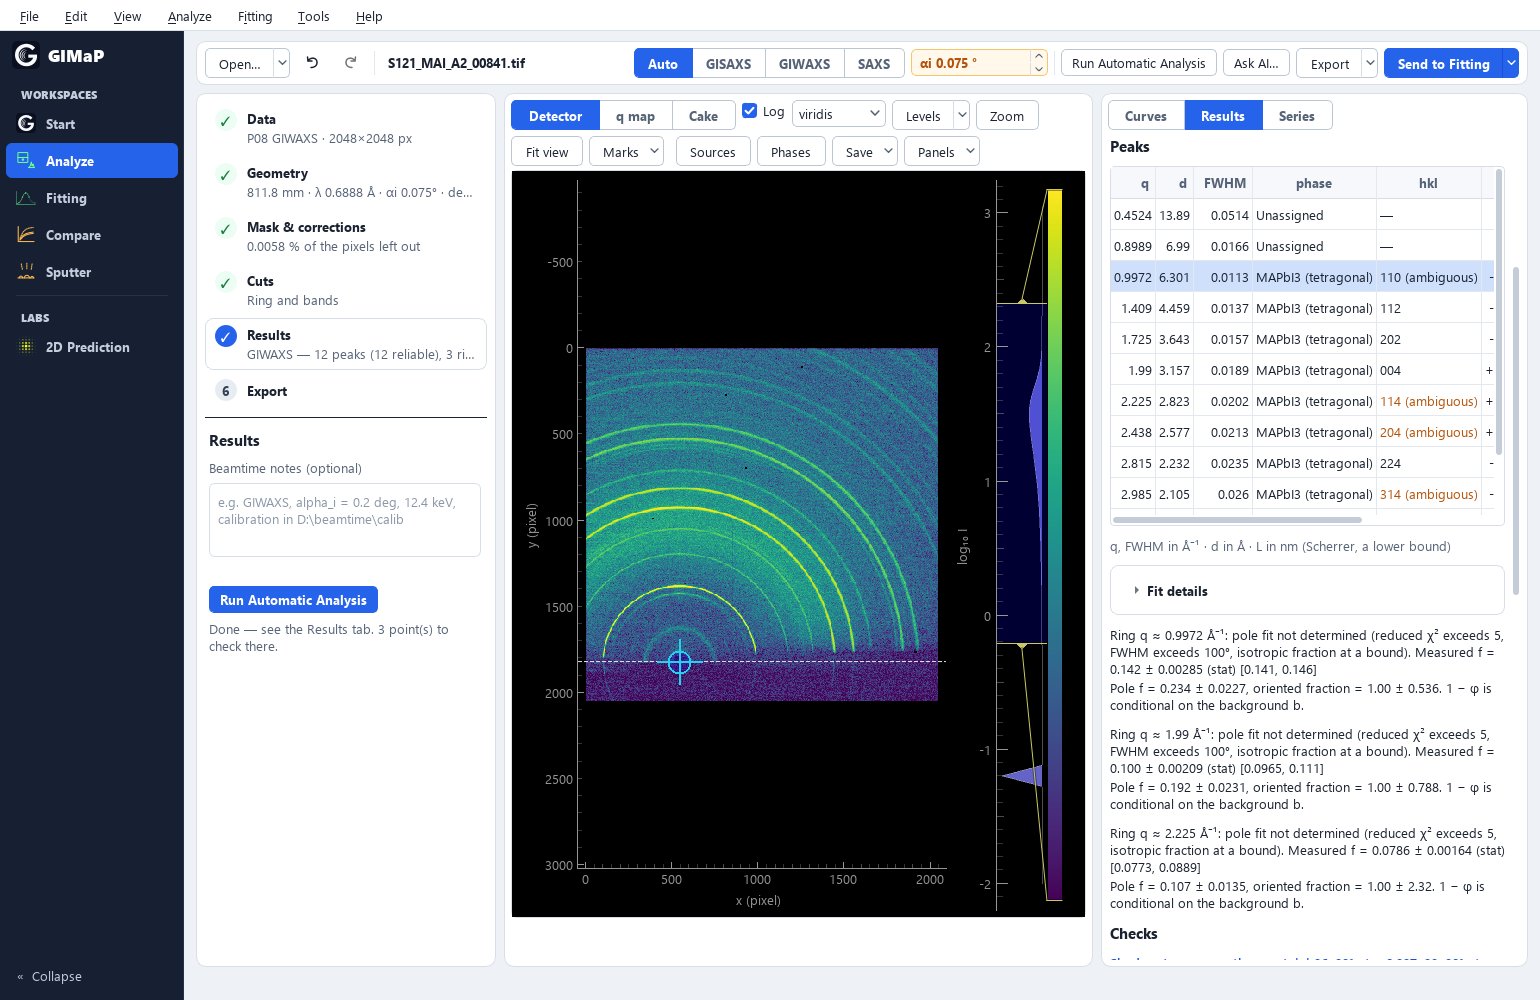 File Edit View Analyze Fitting Tools Help
GIMaP
WORKSPACES
Start
Analyze
Fitting
Compare
Sputter
LABS
2D Prediction
« Collapse
Open... S121_MAI_A2_00841.tif Auto GISAXS GIWAXS SAXS αi 0.075 ° Run Automatic Analysis Ask AI... Export Send to Fitting
Data
P08 GIWAXS · 2048×2048 px
Geometry
811.8 mm · λ 0.6888 Å · αi 0.075° · de...
Mask & corrections
0.0058 % of the pixels left out
Cuts
Ring and bands
Results
GIWAXS — 12 peaks (12 reliable), 3 ri...
6 Export
Results
Beamtime notes (optional)
e.g. GIWAXS, alpha_i = 0.2 deg, 12.4 keV,
calibration in D:\beamtime\calib
Run Automatic Analysis
Done — see the Results tab. 3 point(s) to
check there.
Detector q map Cake Log viridis Levels Zoom
Fit view Marks Sources Phases Save Panels
-500
0
500
1000
1500
2000
2500
3000
y (pixel)
0 500 1000 1500 2000
x (pixel)
log₁₀ I
3
2
1
0
-1
-2
Curves Results Series
Peaks
q d FWHM phase hkl
0.4524 13.89 0.0514 Unassigned —
0.8989 6.99 0.0166 Unassigned —
0.9972 6.301 0.0113 MAPbI3 (tetragonal) 110 (ambiguous) -
1.409 4.459 0.0137 MAPbI3 (tetragonal) 112 -
1.725 3.643 0.0157 MAPbI3 (tetragonal) 202 -
1.99 3.157 0.0189 MAPbI3 (tetragonal) 004 +
2.225 2.823 0.0202 MAPbI3 (tetragonal) 114 (ambiguous) +
2.438 2.577 0.0213 MAPbI3 (tetragonal) 204 (ambiguous) +
2.815 2.232 0.0235 MAPbI3 (tetragonal) 224 -
2.985 2.105 0.026 MAPbI3 (tetragonal) 314 (ambiguous) -
q, FWHM in Å⁻¹ · d in Å · L in nm (Scherrer, a lower bound)
Fit details
Ring q ≈ 0.9972 Å⁻¹: pole fit not determined (reduced χ² exceeds 5,
FWHM exceeds 100°, isotropic fraction at a bound). Measured f =
0.142 ± 0.00285 (stat) [0.141, 0.146]
Pole f = 0.234 ± 0.0227, oriented fraction = 1.00 ± 0.536. 1 − φ is
conditional on the background b.
Ring q ≈ 1.99 Å⁻¹: pole fit not determined (reduced χ² exceeds 5,
FWHM exceeds 100°, isotropic fraction at a bound). Measured f =
0.100 ± 0.00209 (stat) [0.0965, 0.111]
Pole f = 0.192 ± 0.0231, oriented fraction = 1.00 ± 0.788. 1 − φ is
conditional on the background b.
Ring q ≈ 2.225 Å⁻¹: pole fit not determined (reduced χ² exceeds 5,
isotropic fraction at a bound). Measured f = 0.0786 ± 0.00164 (stat)
[0.0773, 0.0889]
Pole f = 0.107 ± 0.0135, oriented fraction = 1.00 ± 2.32. 1 − φ is
conditional on the background b.
Checks